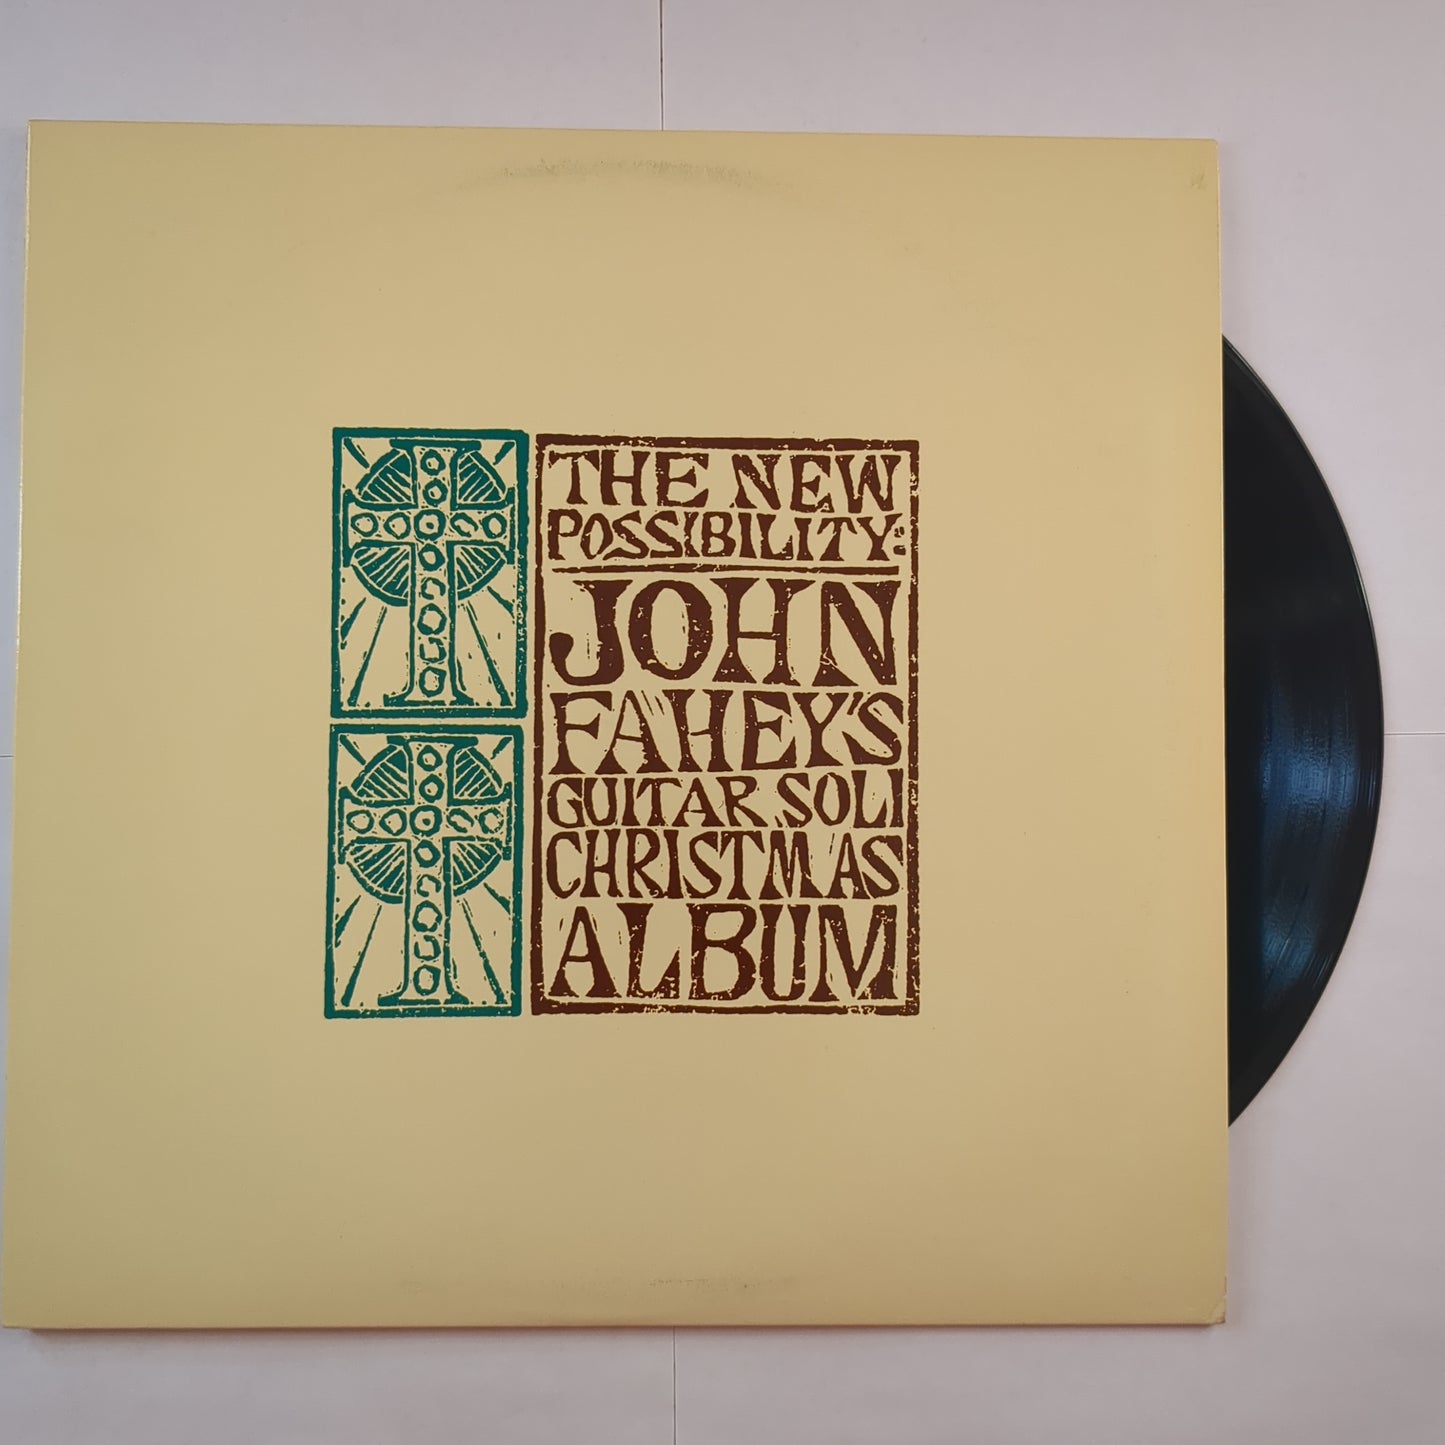 THE NEW
POSSIBILITY:
JOHN
FAHEY'S
GUITAR SOLI
CHRISTMAS
ALBUM